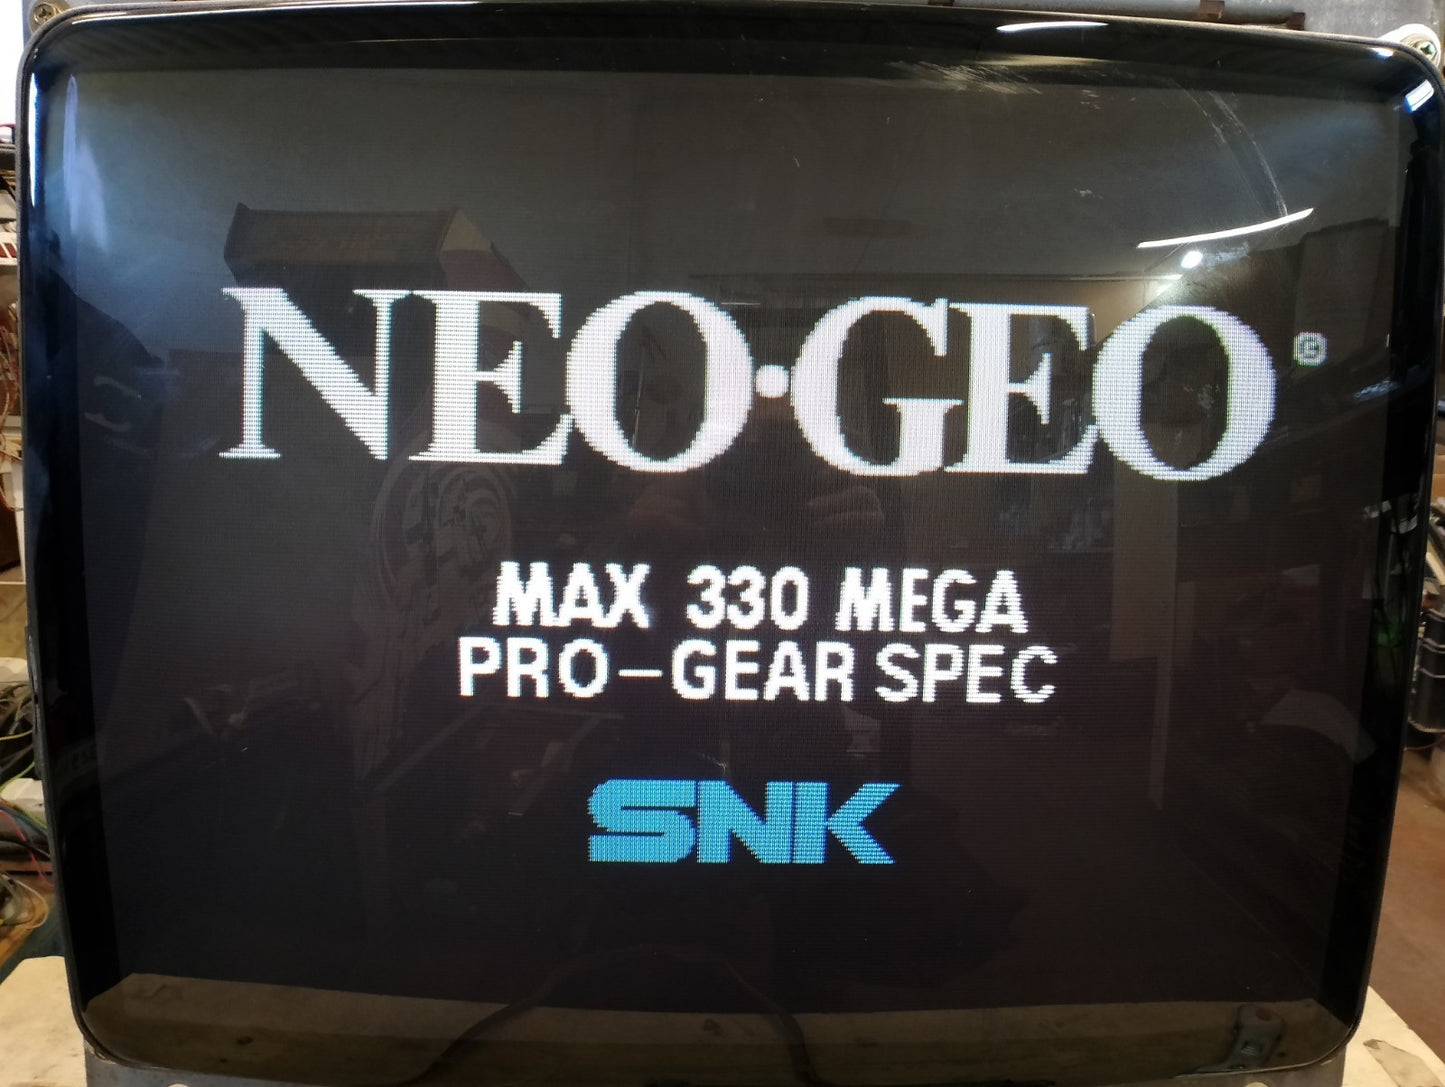 NEO·GEO®
MAX 330 MEGA
PRO-GEAR SPEC
SNK